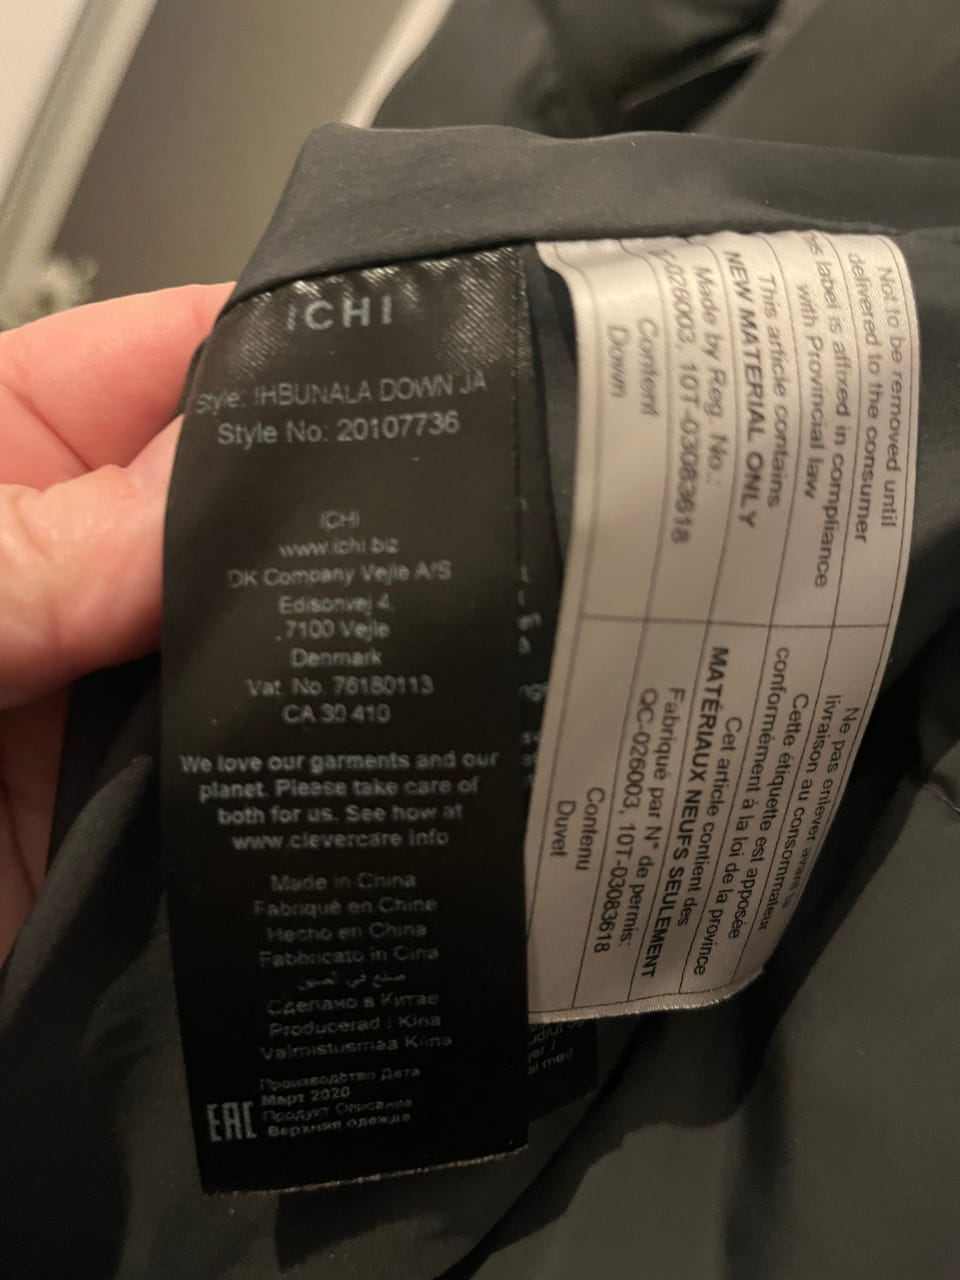 ICHI
Style: IHBUNALA DOWN JA
Style No: 20107736
ICHI
www.ichi.biz
DK Company Vejle A/S
Edisonvej 4,
7100 Vejle
Denmark
Vat. No. 76180113
CA 30 410
We love our garments and our
planet. Please take care of
both for us. See how at
www.clevercare.info
Made in China
Fabriqué en Chine
Hecho en China
Fabbricato in Cina
صنع في الصين
Сделано в Китае
Producerad i Kina
Valmistusmaa Kiina
Производство Дата
Март 2020
Продукт Описание
Верхняя одежда
EAC
Not to be removed until
delivered to the consumer
label is affixed in compliance
with Provincial law
This article contains
NEW MATERIAL ONLY
Made by Reg. No.:
-026003, 10T-03083618
Content
Down
Ne pas enlever avant la
livraison au consommateur
Cette étiquette est apposée
conformément à la loi de la province
Cet article contient des
MATÉRIAUX NEUFS SEULEMENT
Fabriqué par N° de permis:
QC-026003, 10T-03083618
Contenu
Duvet